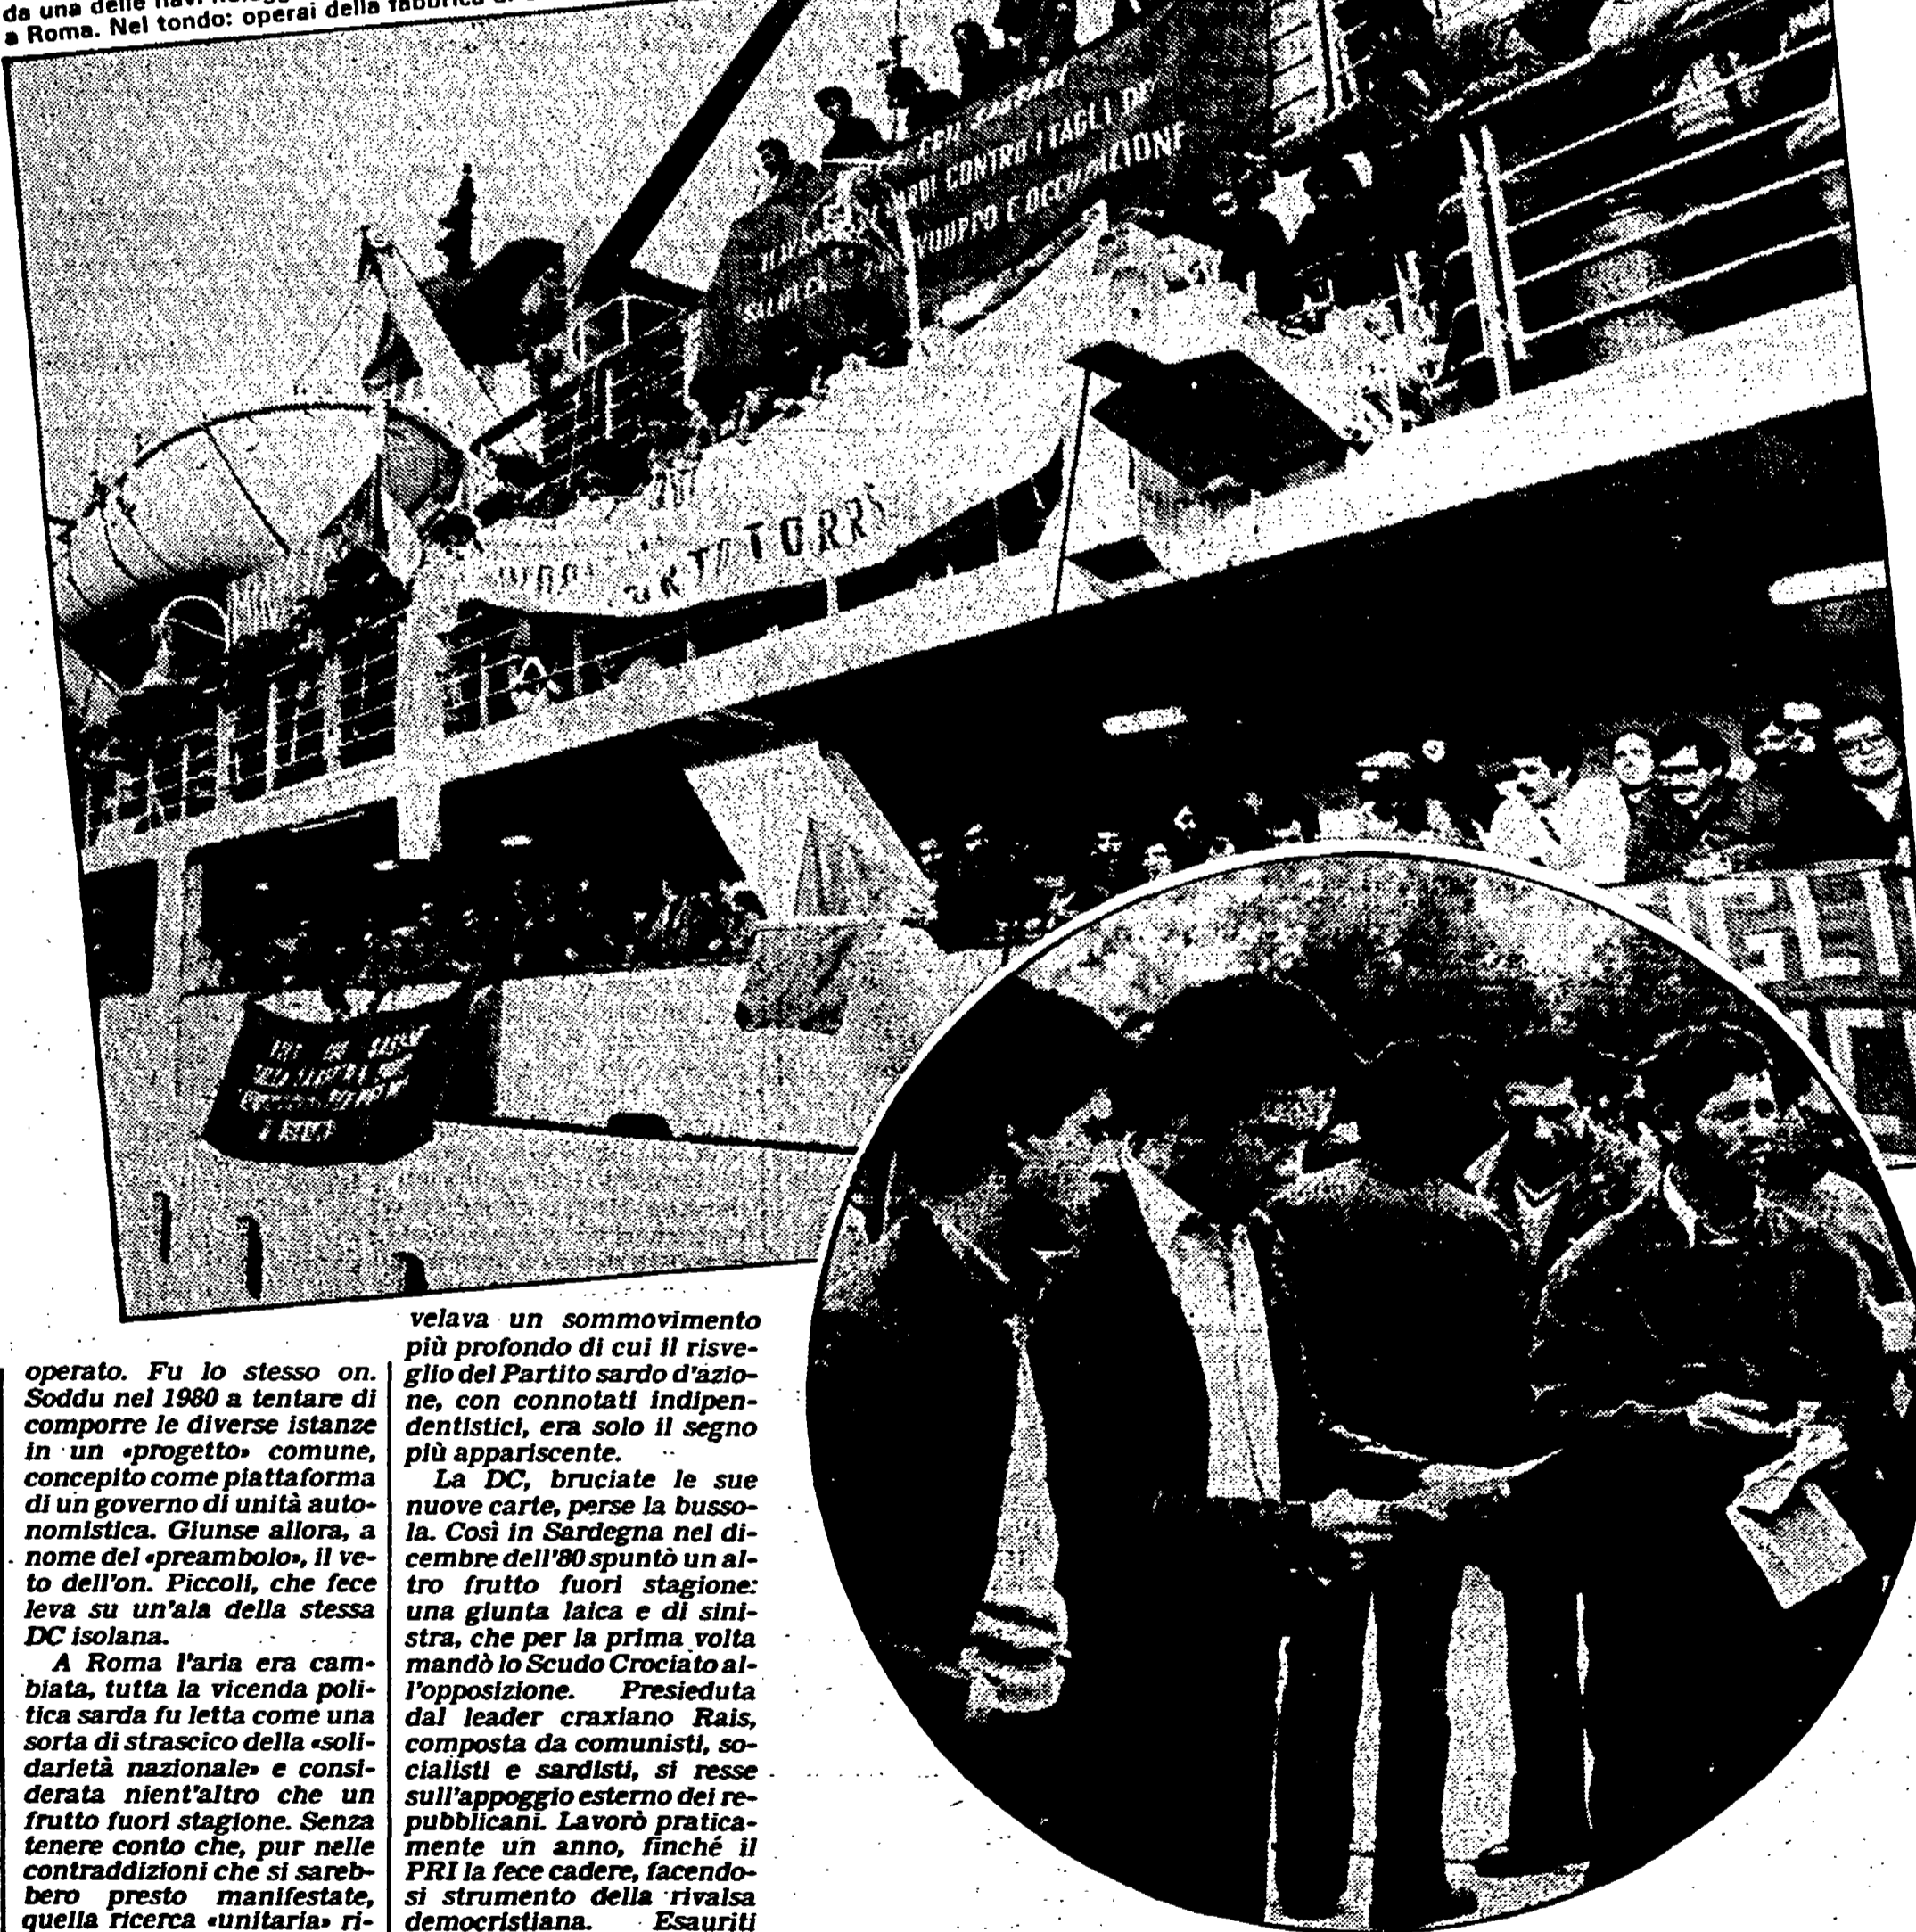 da una delle navi
a Roma. Nel tondo: operai della fabbrica
CONTRO I TAGLI
SVILUPPO E OCCUPAZIONE
TORRES
operato. Fu lo stesso on.
Soddu nel 1980 a tentare di
comporre le diverse istanze
in un «progetto» comune,
concepito come piattaforma
di un governo di unità auto-
nomistica. Giunse allora, a
nome del «preambolo», il ve-
to dell'on. Piccoli, che fece
leva su un'ala della stessa
DC isolana.
A Roma l'aria era cam-
biata, tutta la vicenda poli-
tica sarda fu letta come una
sorta di strascico della «soli-
darietà nazionale» e consi-
derata nient'altro che un
frutto fuori stagione. Senza
tenere conto che, pur nelle
contraddizioni che si sareb-
bero presto manifestate,
quella ricerca «unitaria» ri-
velava un sommovimento
più profondo di cui il risve-
glio del Partito sardo d'azio-
ne, con connotati indipen-
dentistici, era solo il segno
più appariscente.
La DC, bruciate le sue
nuove carte, perse la busso-
la. Così in Sardegna nel di-
cembre dell'80 spuntò un al-
tro frutto fuori stagione:
una giunta laica e di sini-
stra, che per la prima volta
mandò lo Scudo Crociato al-
l'opposizione. Presieduta
dal leader craxiano Rais,
composta da comunisti, so-
cialisti e sardisti, si resse
sull'appoggio esterno dei re-
pubblicani. Lavorò pratica-
mente un anno, finché il
PRI la fece cadere, facendo-
si strumento della rivalsa
democristiana. Esauriti